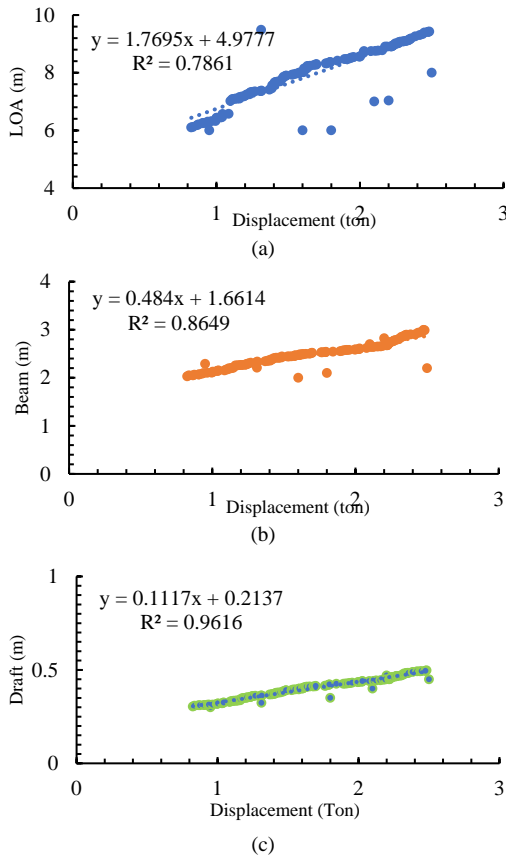 10
y = 1.7695x + 4.9777
R² = 0.7861
8
LOA (m)
6
4
0
1
2
3
Displacement (ton)
(a)
4
y = 0.484x + 1.6614
R² = 0.8649
3
Beam (m)
2
1
0
0
1
2
3
Displacement (ton)
(b)
1
y = 0.1117x + 0.2137
R² = 0.9616
Draft (m)
0.5
0
0
1
2
3
Displacement (Ton)
(c)